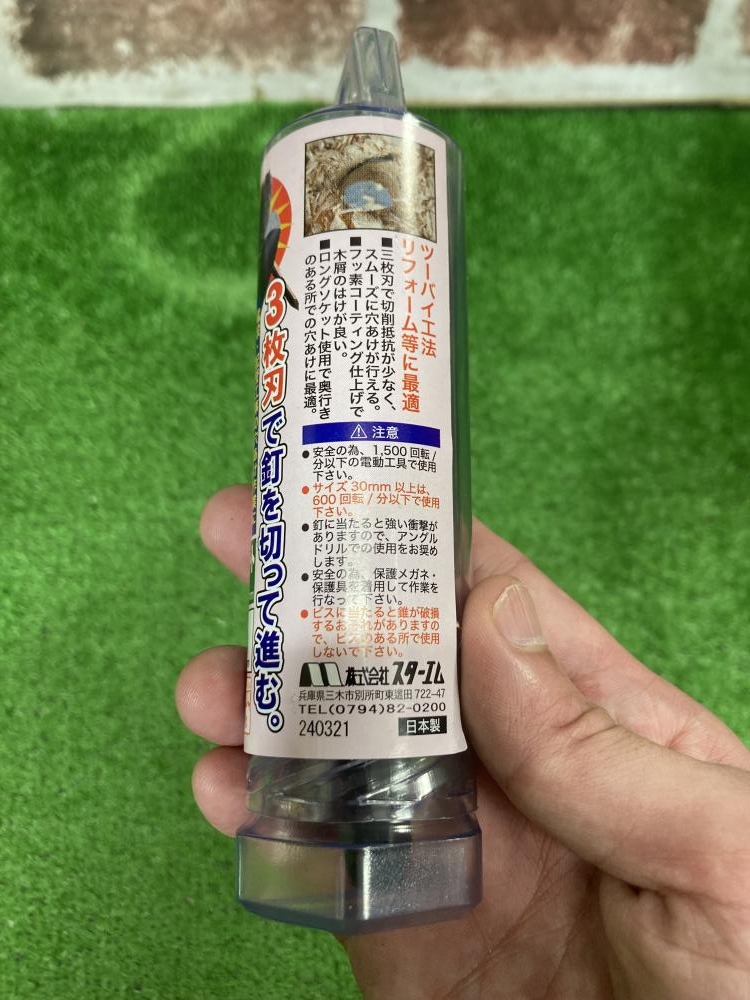 ツーバイ工法
リフォーム等に最適
■三枚刃で切削抵抗が少なく、
スムーズに穴あけが行える。
■フッ素コーティング仕上げで
木屑のはけが良い。
■ロングソケット使用で奥行き
のある所での穴あけに最適。
3枚刃で釘を切って進む。
⚠ 注意
●安全の為、1,500回転/
分以下の電動工具で使用
下さい。
●サイズ30mm以上は、
600回転/分以下で使用
下さい。
●釘に当たると強い衝撃が
ありますので、アングル
ドリルでの使用をお奨め
します。
●安全の為、保護メガネ・
保護具を着用して作業を
行なって下さい。
●ビスに当たると錐が破損
するおそれがありますの
で、ビスのある所で使用
しないで下さい。
株式会社スターエム
兵庫県三木市別所町東這田722-47
TEL(0794)82-0200
240321
日本製